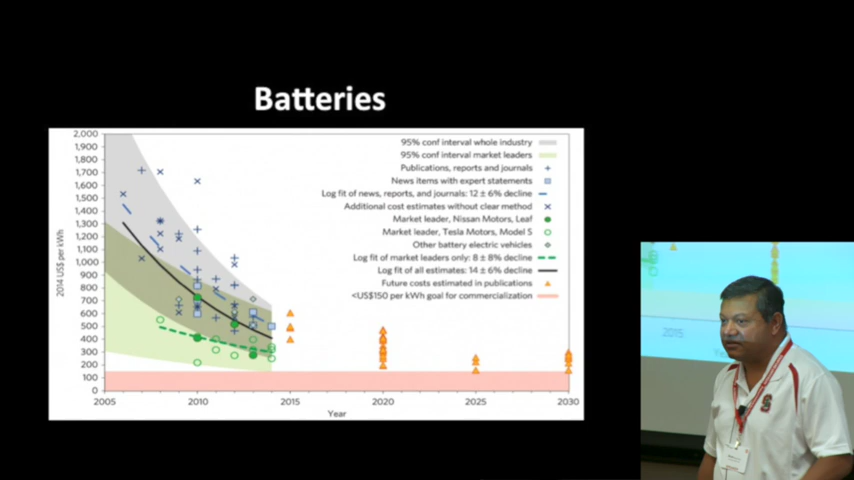 Batteries
2,000
1,900
1,800
1,700
1,600
1,500
1,400
1,300
1,200
1,100
1,000
900
800
700
600
500
400
300
200
100
0
2014 US$ per kWh
95% conf interval whole industry
95% conf interval market leaders
Publications, reports and journals
News items with expert statements
Log fit of news, reports, and journals: 12 ± 6% decline
Additional cost estimates without clear method
Market leader, Nissan Motors, Leaf
Market leader, Tesla Motors, Model S
Other battery electric vehicles
Log fit of market leaders only: 8 ± 8% decline
Log fit of all estimates: 14 ± 6% decline
Future costs estimated in publications
<US$150 per kWh goal for commercialization
2005 2010 2015 2020 2025 2030
Year
2015
S